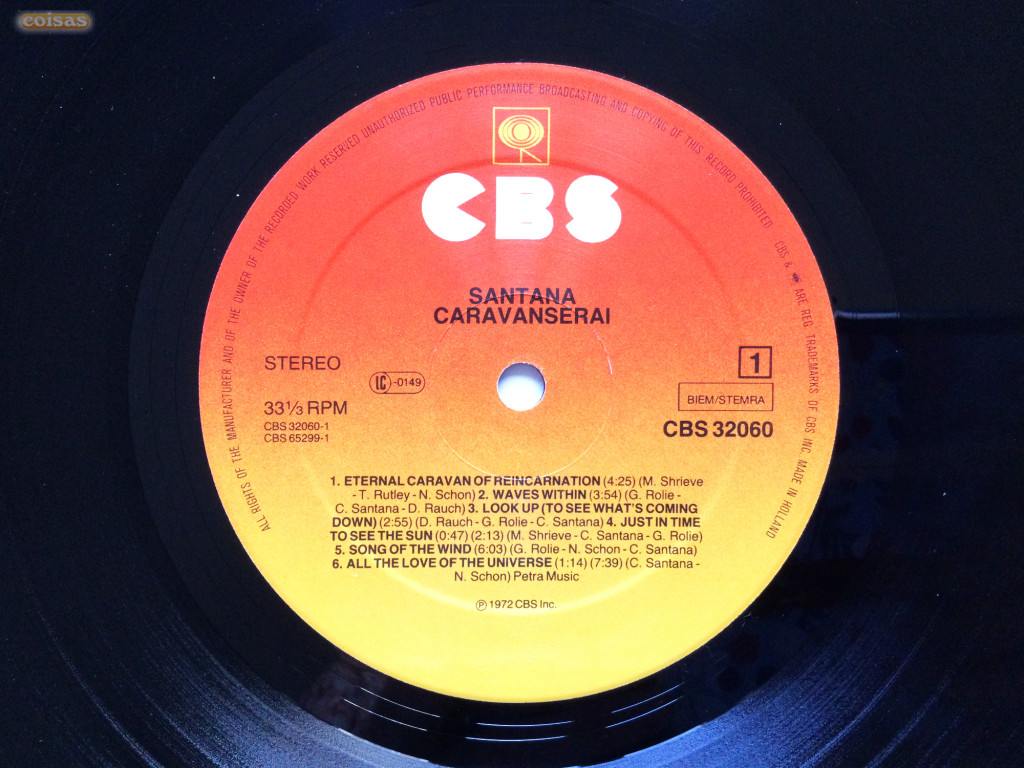 coisas
ALL RIGHTS OF THE MANUFACTURER AND OF THE OWNER OF THE RECORDED WORK RESERVED UNAUTHORIZED PUBLIC PERFORMANCE BROADCASTING AND COPYING OF THIS RECORD PROHIBITED CBS & ARE REG. TRADEMARKS OF CBS INC. MADE IN HOLLAND
CBS
SANTANA
CARAVANSÈRAI
STEREO
LC -0149
33⅓ RPM
CBS 32060-1
CBS 65299-1
1
BIEM/STEMRA
CBS 32060
1. ETERNAL CARAVAN OF REINCARNATION (4:25) (M. Shrieve
- T. Rutley - N. Schon) 2. WAVES WITHIN (3:54) (G. Rolie -
C. Santana - D. Rauch) 3. LOOK UP (TO SEE WHAT'S COMING
DOWN) (2:55) (D. Rauch - G. Rolie - C. Santana) 4. JUST IN TIME
TO SEE THE SUN (0:47) (2:13) (M. Shrieve - C. Santana - G. Rolie)
5. SONG OF THE WIND (6:03) (G. Rolie - N. Schon - C. Santana)
6. ALL THE LOVE OF THE UNIVERSE (1:14) (7:39) (C. Santana -
N. Schon) Petra Music
℗ 1972 CBS Inc.